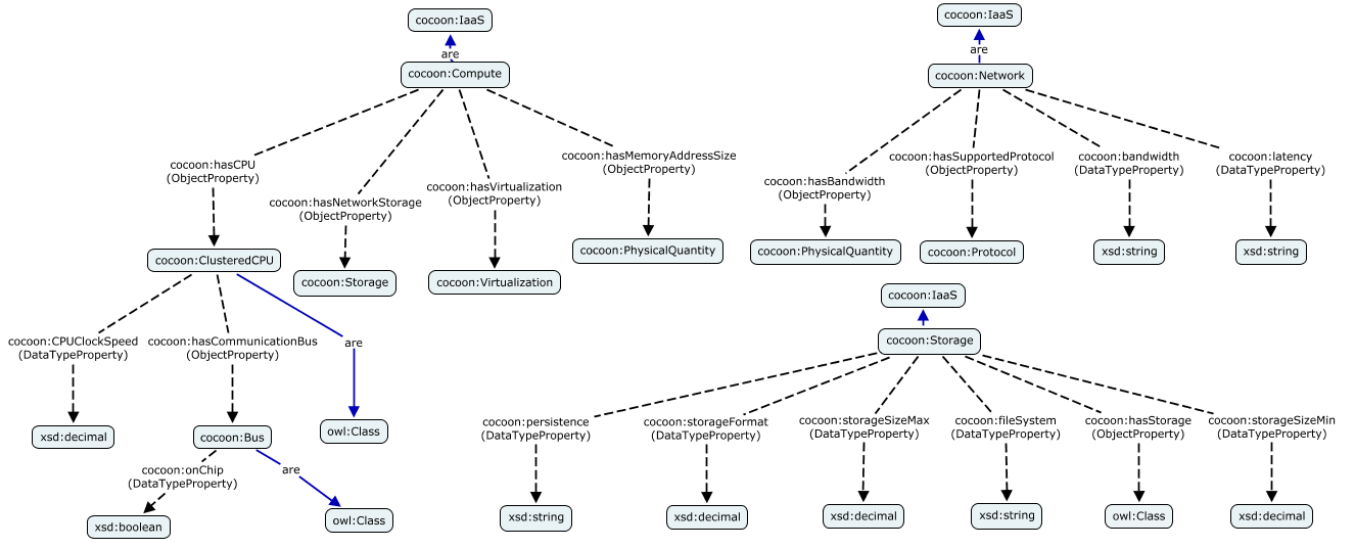 cocoon:IaaS
are
cocoon:Compute
cocoon:hasCPU
(ObjectProperty)
cocoon:hasNetworkStorage
(ObjectProperty)
cocoon:hasVirtualization
(ObjectProperty)
cocoon:hasMemoryAddressSize
(ObjectProperty)
cocoon:ClusteredCPU
cocoon:Storage
cocoon:Virtualization
cocoon:PhysicalQuantity
cocoon:CPUClockSpeed
(DataTypeProperty)
cocoon:hasCommunicationBus
(ObjectProperty)
are
xsd:decimal
cocoon:Bus
owl:Class
cocoon:onChip
(DataTypeProperty)
are
xsd:boolean
owl:Class
cocoon:IaaS
are
cocoon:Network
cocoon:hasBandwidth
(ObjectProperty)
cocoon:hasSupportedProtocol
(ObjectProperty)
cocoon:bandwidth
(DataTypeProperty)
cocoon:latency
(DataTypeProperty)
cocoon:PhysicalQuantity
cocoon:Protocol
xsd:string
xsd:string
cocoon:IaaS
cocoon:Storage
cocoon:persistence
(DataTypeProperty)
cocoon:storageFormat
(DataTypeProperty)
cocoon:storageSizeMax
(DataTypeProperty)
cocoon:fileSystem
(DataTypeProperty)
cocoon:hasStorage
(ObjectProperty)
cocoon:storageSizeMin
(DataTypeProperty)
xsd:string
xsd:decimal
xsd:decimal
xsd:string
owl:Class
xsd:decimal